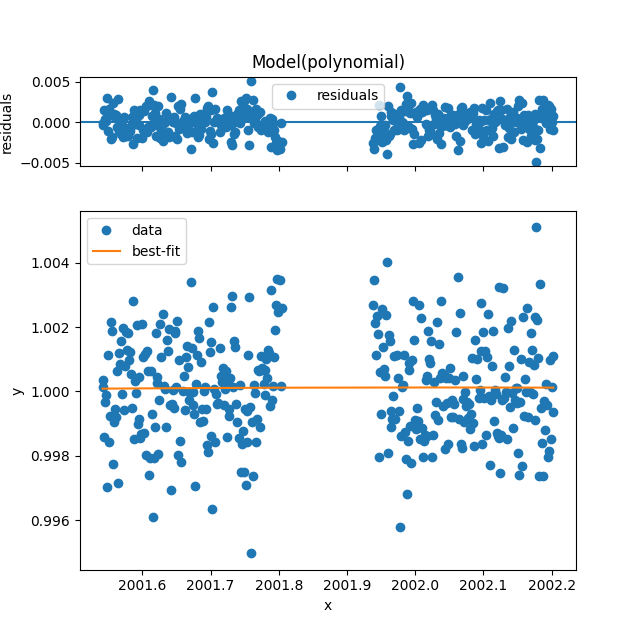 Model(polynomial)
0.005
0.000
−0.005
residuals
residuals
data
best-fit
1.004
1.002
1.000
0.998
0.996
y
2001.6
2001.7
2001.8
2001.9
2002.0
2002.1
2002.2
x